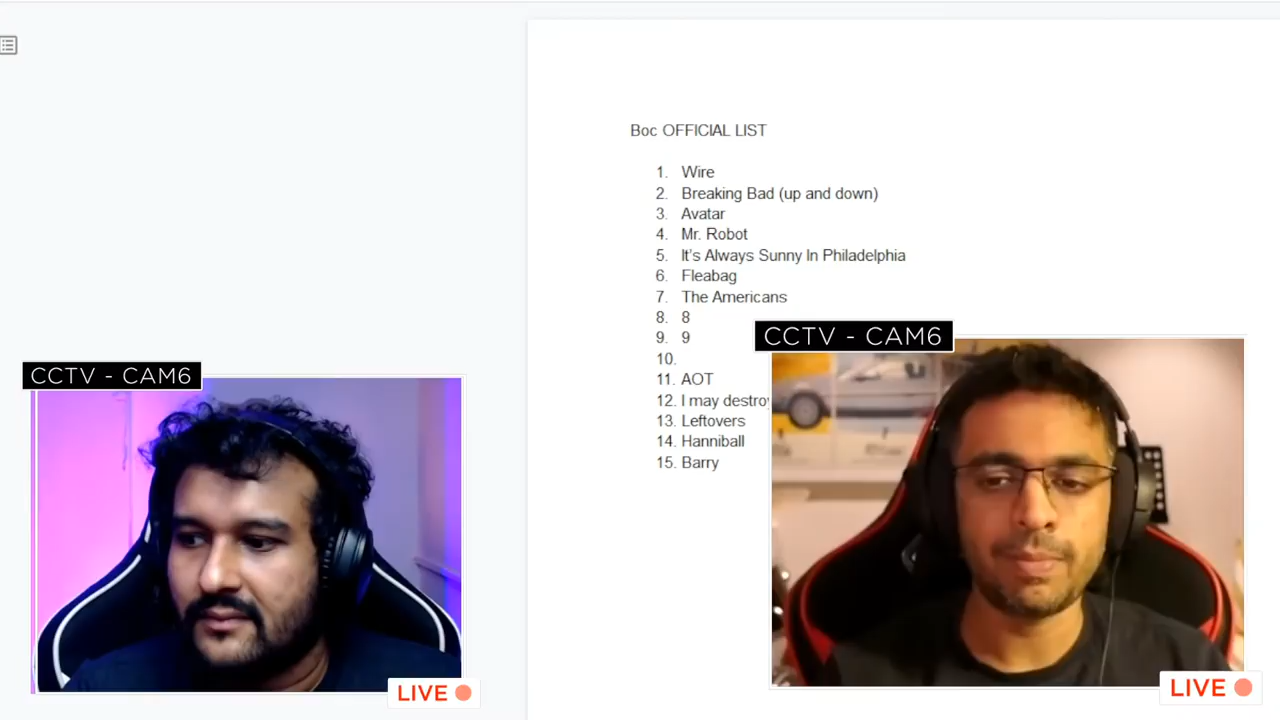 Boc OFFICIAL LIST
1. Wire
2. Breaking Bad (up and down)
3. Avatar
4. Mr. Robot
5. It's Always Sunny In Philadelphia
6. Fleabag
7. The Americans
8. 8
9. 9
10.
11. AOT
12. I may destroy
13. Leftovers
14. Hanniball
15. Barry
CCTV - CAM6
CCTV - CAM6
LIVE
LIVE